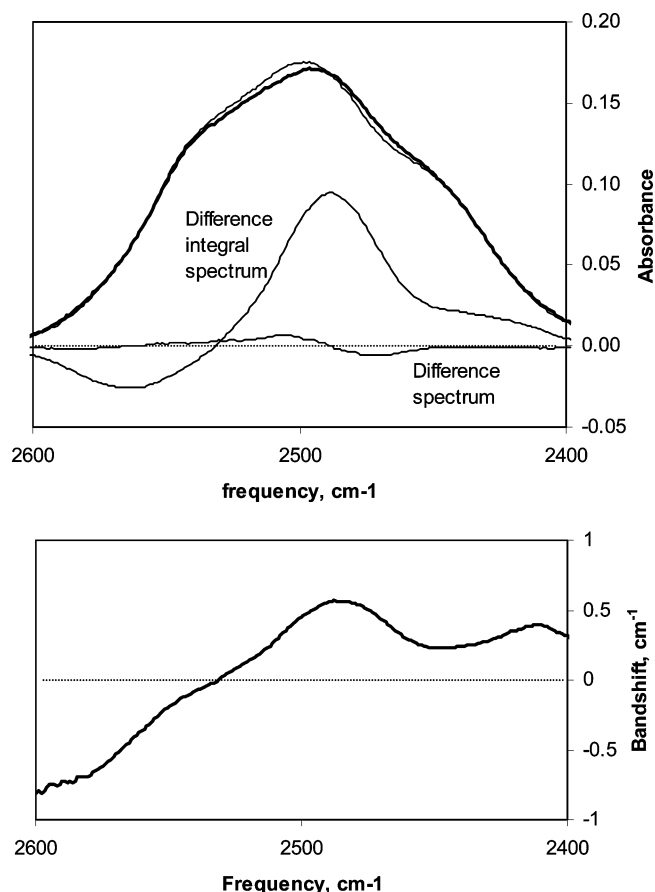 0.20
0.15
Difference
integral
spectrum
0.10
Absorbance
0.05
0.00
Difference
spectrum
-0.05
2600
2500
2400
frequency, cm-1
1
0.5
0
Bandshift, cm-1
-0.5
-1
2600
2500
2400
Frequency, cm-1